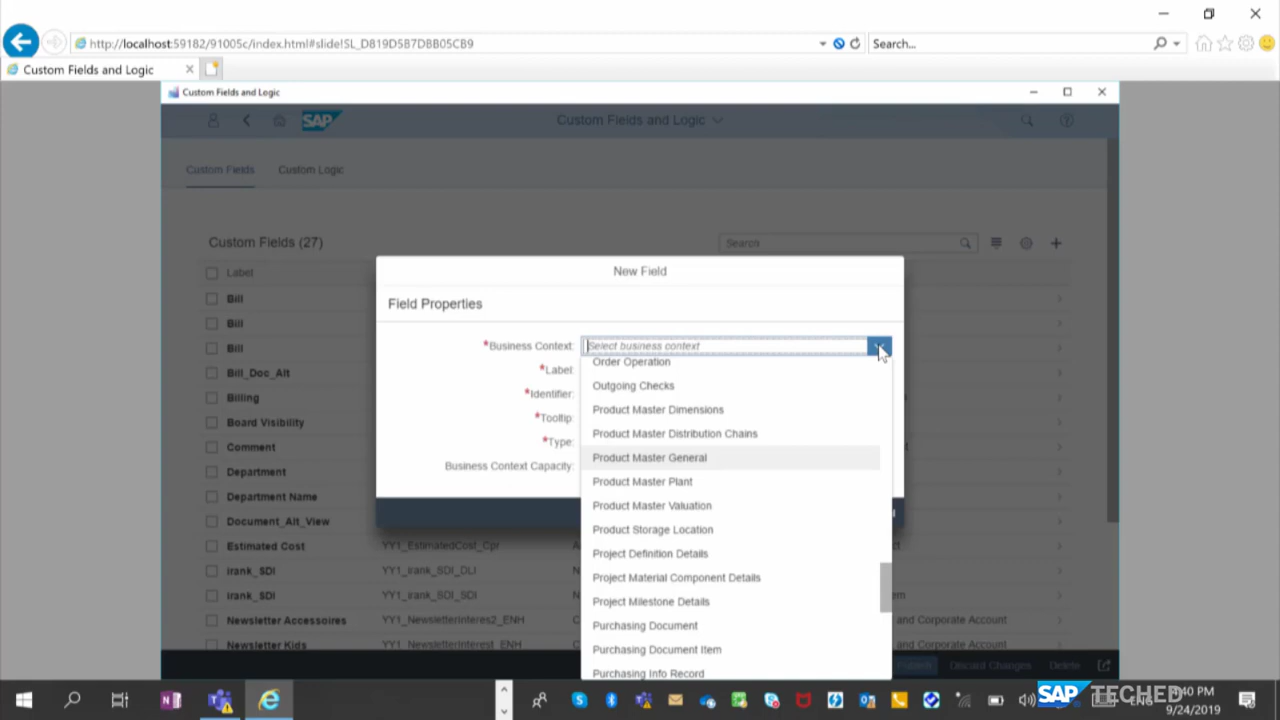 http://localhost:59182/91005c/index.html#slide!SL_D819D5B7DBB05CB9
Search...
Custom Fields and Logic
Custom Fields and Logic
SAP
Custom Fields and Logic
Custom Fields
Custom Logic
Custom Fields (27)
Search
Label
Bill
Bill
Bill
Bill_Doc_Alt
Billing
Board Visibility
Comment
Department
Department Name
Document_Alt_View
Estimated Cost YY1_EstimatedCost_Cpr
irank_SDI YY1_irank_SDI_DLI
irank_SDI YY1_irank_SDI_SDI
Newsletter Accessoires YY1_NewsletterInteres2_ENH and Corporate Account
Newsletter Kids YY1_NewsletterInterest_ENH and Corporate Account
New Field
Field Properties
*Business Context: Select business context
*Label:
*Identifier:
*Tooltip:
*Type:
Business Context Capacity:
Order Operation
Outgoing Checks
Product Master Dimensions
Product Master Distribution Chains
Product Master General
Product Master Plant
Product Master Valuation
Product Storage Location
Project Definition Details
Project Material Component Details
Project Milestone Details
Purchasing Document
Purchasing Document Item
Purchasing Info Record
Publish Discard Changes Delete
SAP TECHED
:40 PM
9/24/2019